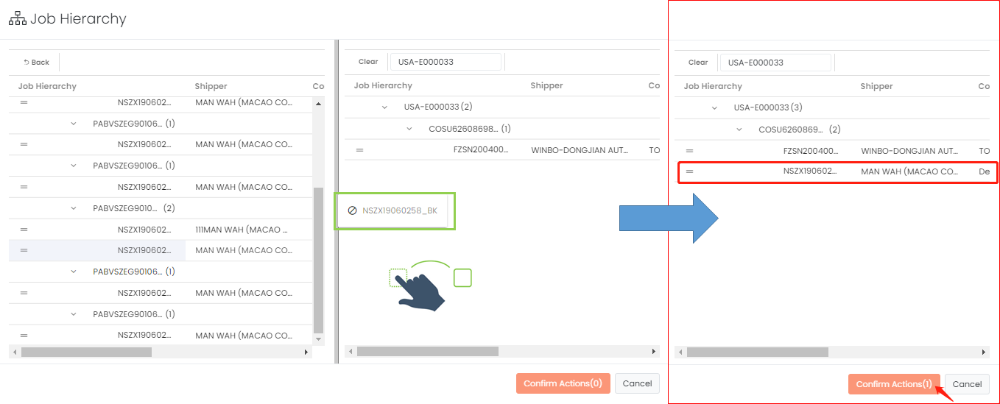 Job Hierarchy
Back
Job Hierarchy Shipper Co
NSZX190602... MAN WAH (MACAO CO...
PABVSZEG90106... (1)
NSZX190602... MAN WAH (MACAO CO...
PABVSZEG90106... (1)
NSZX190602... MAN WAH (MACAO CO...
PABVSZEG9010... (2)
NSZX190602... 111MAN WAH (MACAO ...
NSZX190602... MAN WAH (MACAO CO...
PABVSZEG90106... (1)
NSZX190602... MAN WAH (MACAO CO...
PABVSZEG90106... (1)
NSZX190602... MAN WAH (MACAO CO...
Clear USA-E000033
Job Hierarchy Shipper Co
USA-E000033 (2)
COSU62608698... (1)
FZSN200400... WINBO-DONGJIAN AUT... TO
NSZX19060258_BK
Confirm Actions(0) Cancel
Clear USA-E000033
Job Hierarchy Shipper Co
USA-E000033 (3)
COSU62608669... (2)
FZSN200400... WINBO-DONGJIAN AUT... TO
NSZX190602... MAN WAH (MACAO CO... De
Confirm Actions(1) Cancel